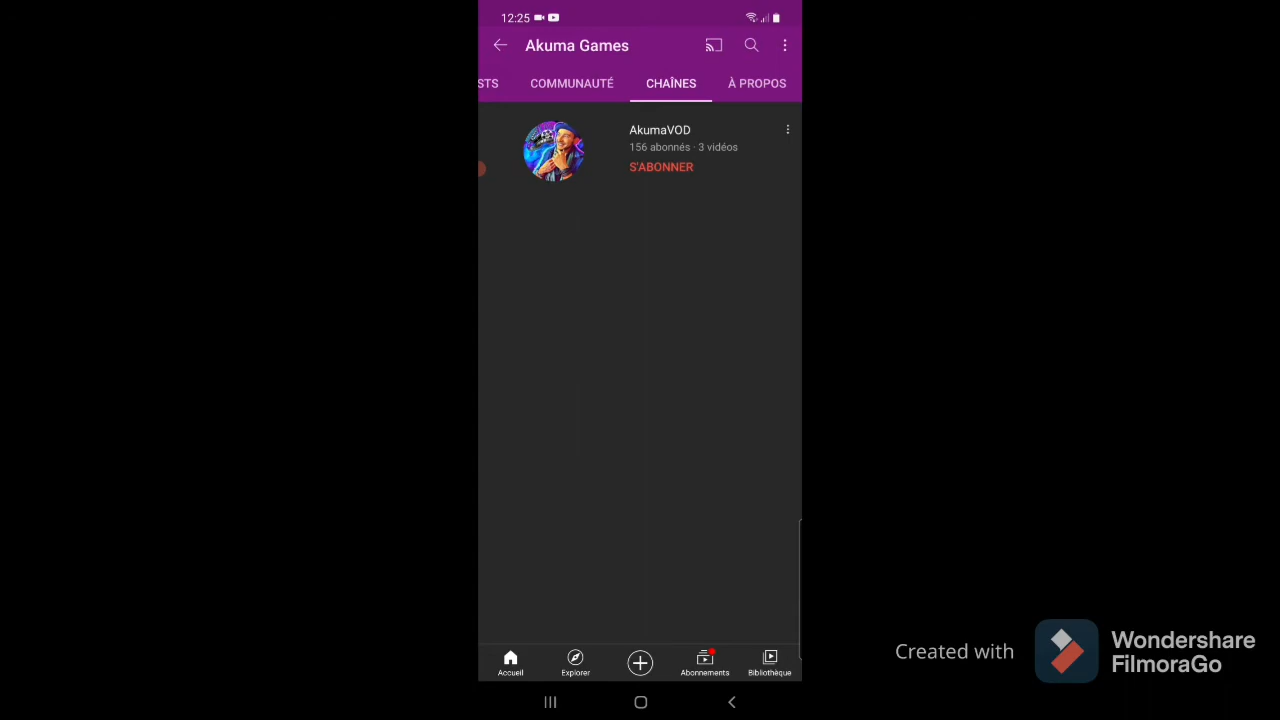 12:25
Akuma Games
STS COMMUNAUTÉ CHAÎNES À PROPOS
AkumaVOD
156 abonnés · 3 vidéos
S'ABONNER
Accueil Explorer Abonnements Bibliothèque
Created with Wondershare
FilmoraGo